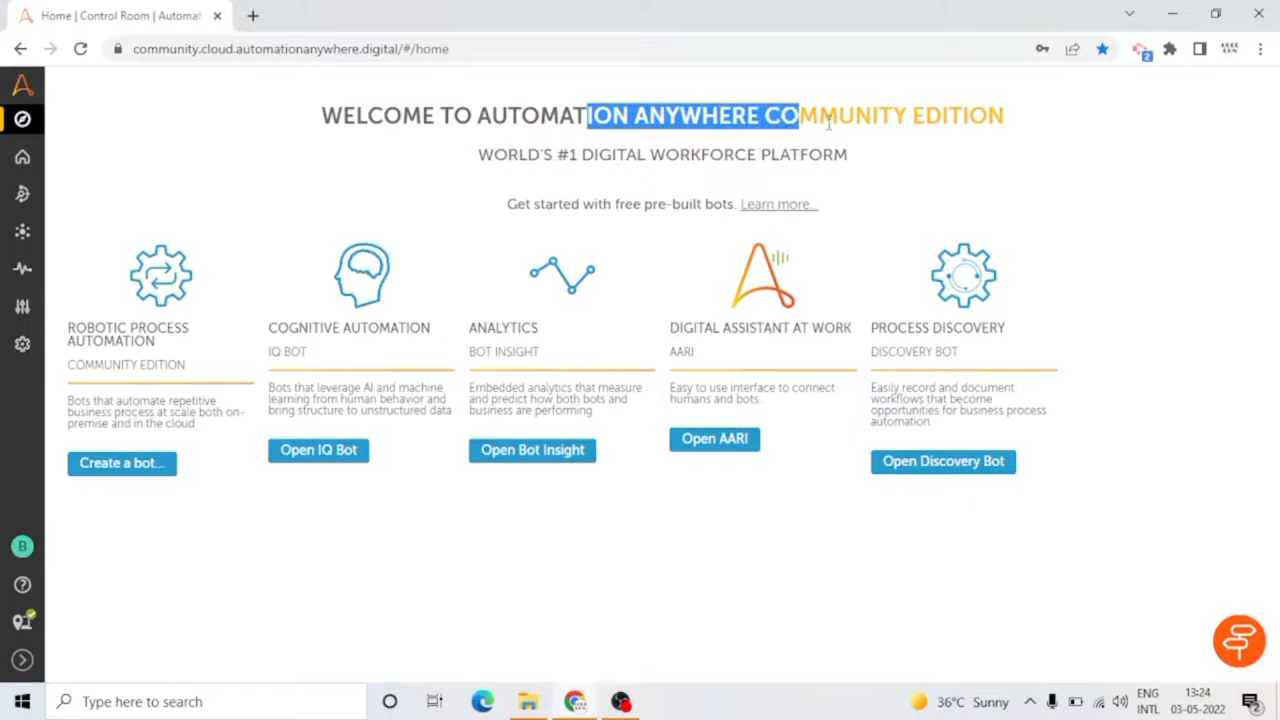 Home | Control Room | Automat
community.cloud.automationanywhere.digital/#/home
2
WELCOME TO AUTOMATION ANYWHERE COMMUNITY EDITION
WORLD'S #1 DIGITAL WORKFORCE PLATFORM
Get started with free pre-built bots. Learn more...
ROBOTIC PROCESS
AUTOMATION
COMMUNITY EDITION
Bots that automate repetitive
business process at scale both on-
premise and in the cloud
Create a bot...
COGNITIVE AUTOMATION
IQ BOT
Bots that leverage AI and machine
learning from human behavior and
bring structure to unstructured data
Open IQ Bot
ANALYTICS
BOT INSIGHT
Embedded analytics that measure
and predict how both bots and
business are performing
Open Bot Insight
DIGITAL ASSISTANT AT WORK
AARI
Easy to use interface to connect
humans and bots.
Open AARI
PROCESS DISCOVERY
DISCOVERY BOT
Easily record and document
workflows that become
opportunities for business process
automation
Open Discovery Bot
B
Type here to search
36°C Sunny
ENG
INTL
13:24
03-05-2022
2